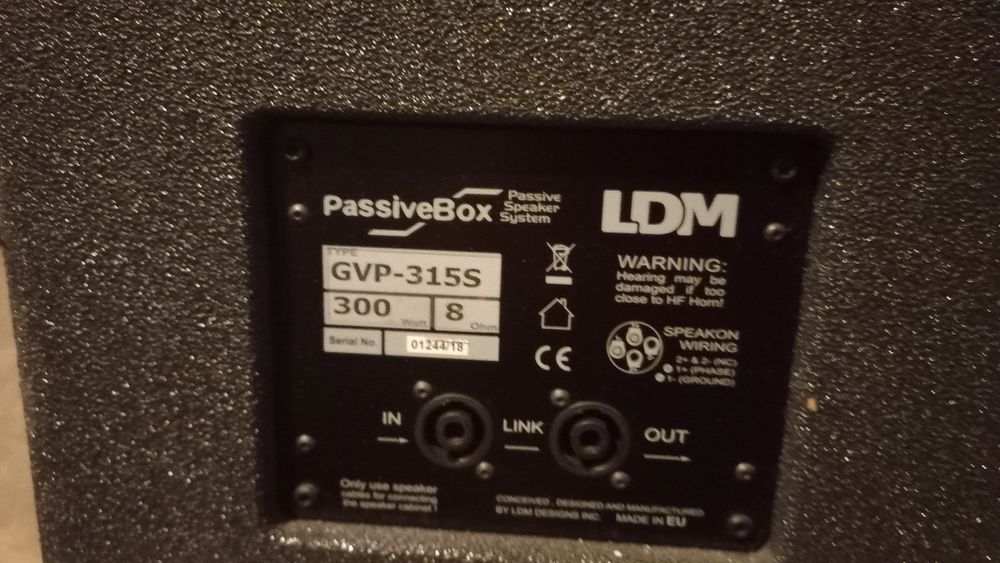 PassiveBox
Passive
Speaker
System
LDM
TYPE
GVP-315S
300 Watt
8 Ohm
Serial No.
01244/18
WARNING:
Hearing may be
damaged if too
close to HF Horn!
SPEAKON
WIRING
2+ & 2- (NC)
1+ (PHASE)
1- (GROUND)
CE
IN
LINK
OUT
Only use speaker
cables for connecting
the speaker cabinet!
CONCEIVED, DESIGNED AND MANUFACTURED
BY LDM DESIGNS INC. MADE IN EU